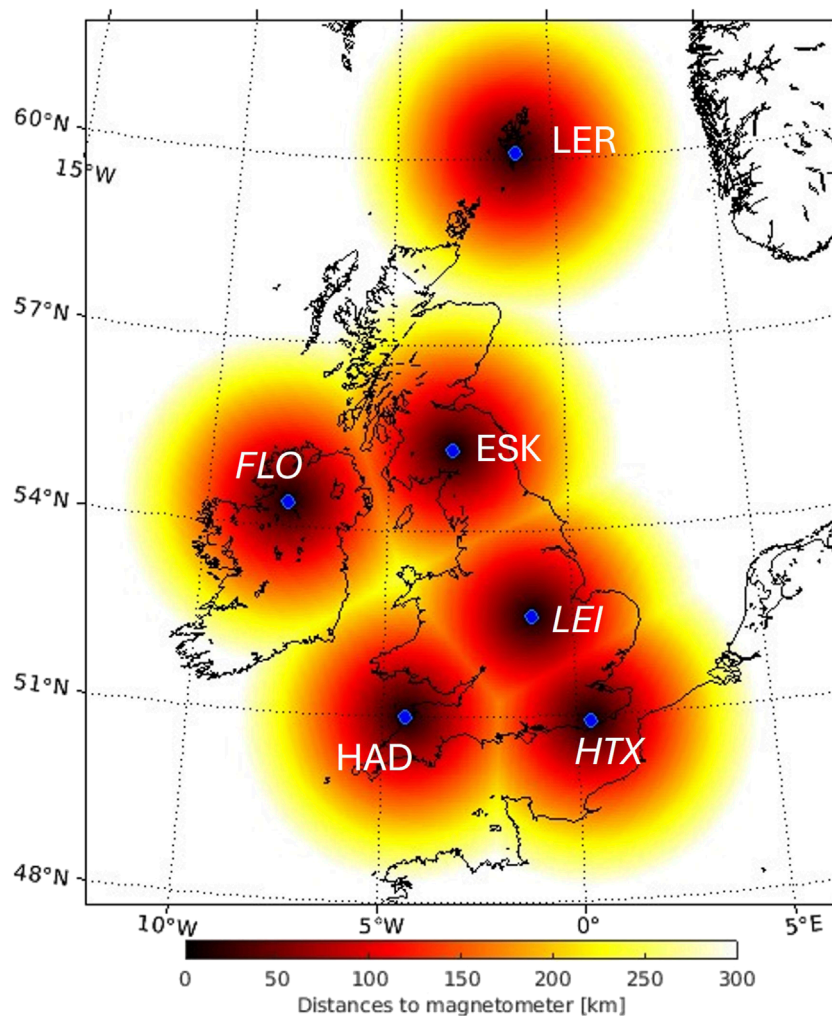 60°N
15°W
57°N
54°N
51°N
48°N
LER
ESK
FLO
LEI
HTX
HAD
10°W 5°W 0° 5°E
0 50 100 150 200 250 300
Distances to magnetometer [km]